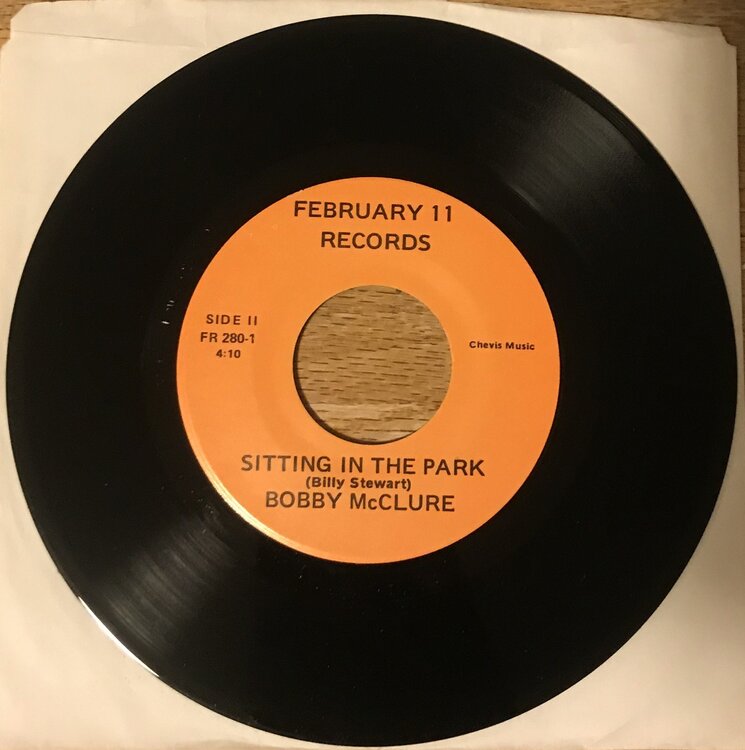 FEBRUARY 11
RECORDS
SIDE II
FR 280-1
4:10
Chevis Music
SITTING IN THE PARK
(Billy Stewart)
BOBBY McCLURE